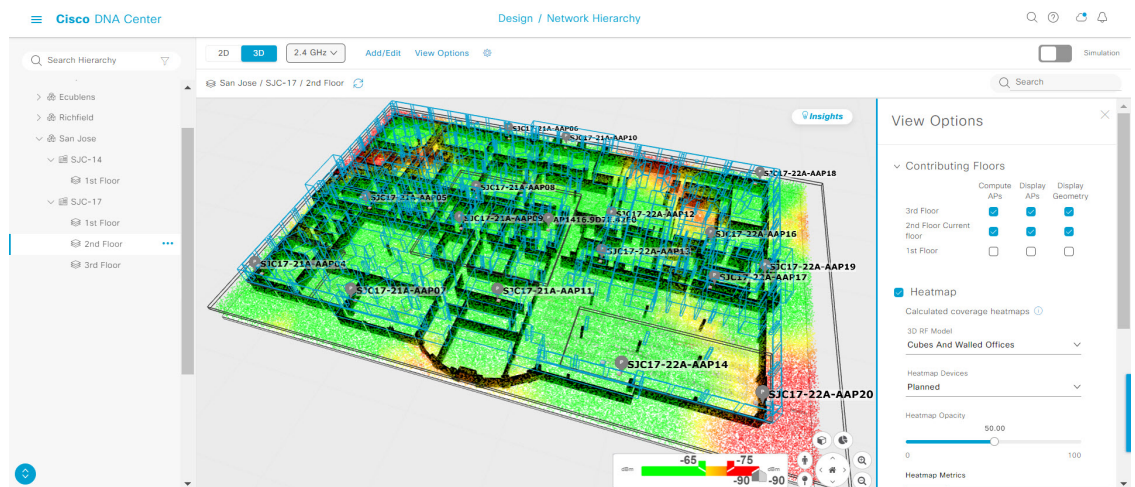 Cisco DNA Center
Design / Network Hierarchy
Search Hierarchy
2D
3D
2.4 GHz
Add/Edit
View Options
Simulation
San Jose / SJC-17 / 2nd Floor
Search
Ecublens
Richfield
San Jose
SJC-14
1st Floor
SJC-17
1st Floor
2nd Floor
3rd Floor
Insights
SJC17-21A-AAP06
SJC17-21A-AAP10
SJC17-22A-AAP18
SJC17-21A-AAP08
SJC17-21A-AAP05
SJC17-21A-AAP09
AP1416.9D7F.42E0
SJC17-22A-AAP12
SJC17-22A-AAP16
SJC17-22A-AAP13
SJC17-21A-AAP04
SJC17-22A-AAP19
SJC17-22A-AAP17
SJC17-21A-AAP07
SJC17-21A-AAP11
SJC17-22A-AAP14
SJC17-22A-AAP20
dBm
-65
-75
dBm
-90
-90
View Options
Contributing Floors
Compute Display Display
APs APs Geometry
3rd Floor
2nd Floor Current
floor
1st Floor
Heatmap
Calculated coverage heatmaps
3D RF Model
Cubes And Walled Offices
Heatmap Devices
Planned
Heatmap Opacity
50.00
0
100
Heatmap Metrics